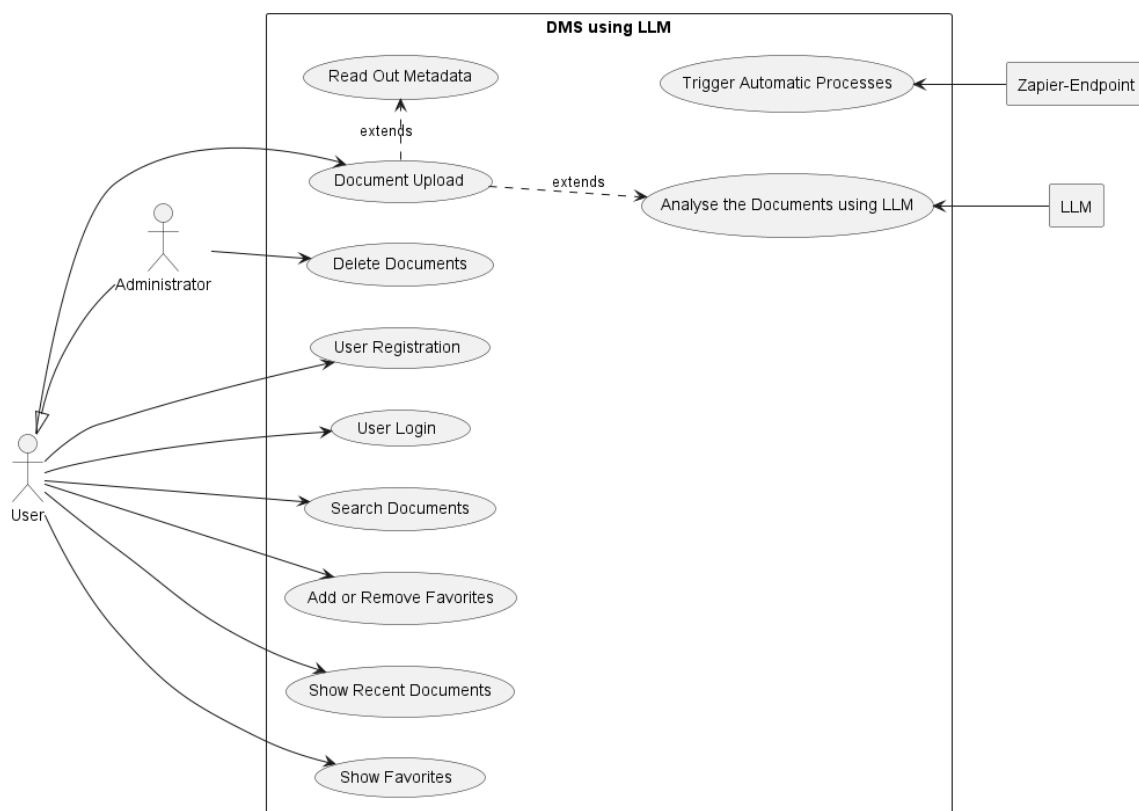 DMS using LLM
Read Out Metadata
Trigger Automatic Processes
Zapier-Endpoint
extends
Document Upload
extends
Analyse the Documents using LLM
LLM
Administrator
Delete Documents
User Registration
User Login
User
Search Documents
Add or Remove Favorites
Show Recent Documents
Show Favorites